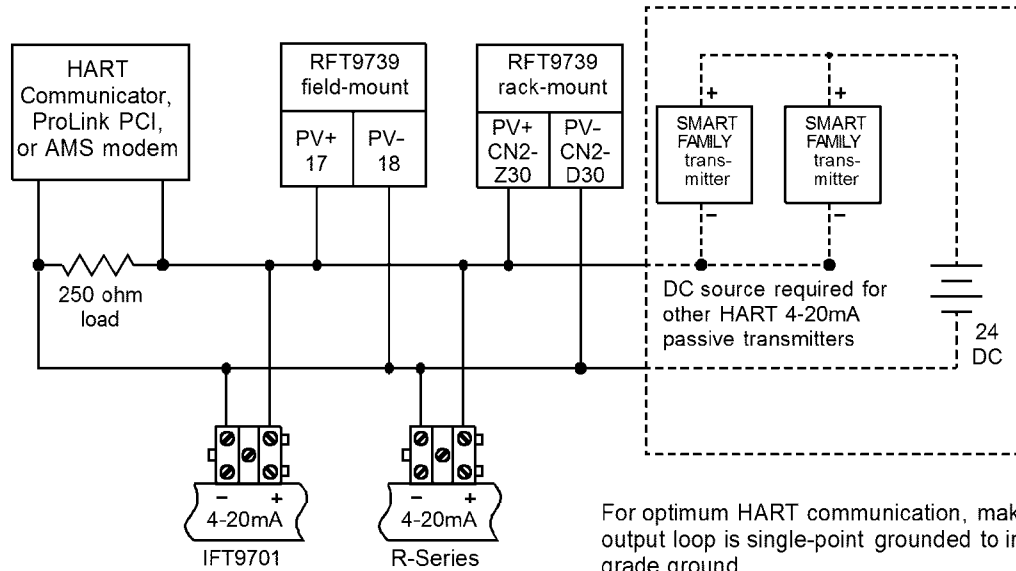 HART
Communicator,
ProLink PCI,
or AMS modem
250 ohm
load
RFT9739
field-mount
PV+
17
PV–
18
RFT9739
rack-mount
PV+
CN2-
Z30
PV–
CN2-
D30
+
SMART
FAMILY
trans-
mitter
–
+
SMART
FAMILY
trans-
mitter
–
DC source required for
other HART 4-20mA
passive transmitters
24
DC
– +
4-20mA
IFT9701
– +
4-20mA
R-Series
For optimum HART communication, mak
output loop is single-point grounded to in
grade ground